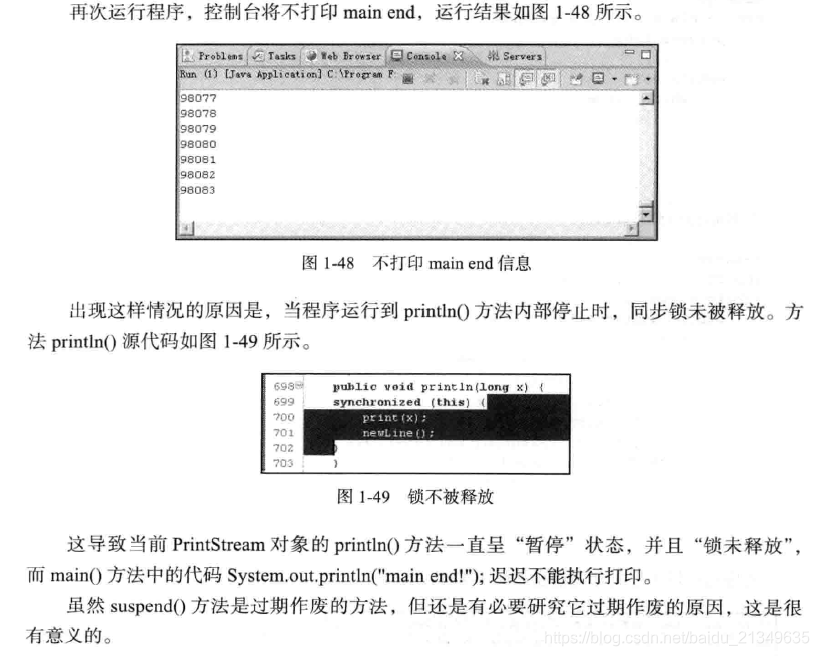 再次运行程序，控制台将不打印 main end，运行结果如图 1-48 所示。
Problems Tasks Web Browser Console Servers
Run (1) [Java Application] C:\Program F
98077
98078
98079
98080
98081
98082
98083
图 1-48 不打印 main end 信息
出现这样情况的原因是，当程序运行到 println() 方法内部停止时，同步锁未被释放。方
法 println() 源代码如图 1-49 所示。
698 public void println(long x) {
699 synchronized (this) {
700 print(x);
701 newLine();
702 }
703 }
图 1-49 锁不被释放
这导致当前 PrintStream 对象的 println() 方法一直呈“暂停”状态，并且“锁未释放”，
而 main() 方法中的代码 System.out.println("main end!"); 迟迟不能执行打印。
虽然 suspend() 方法是过期作废的方法，但还是有必要研究它过期作废的原因，这是很
有意义的。
https://blog.csdn.net/baidu_21349635